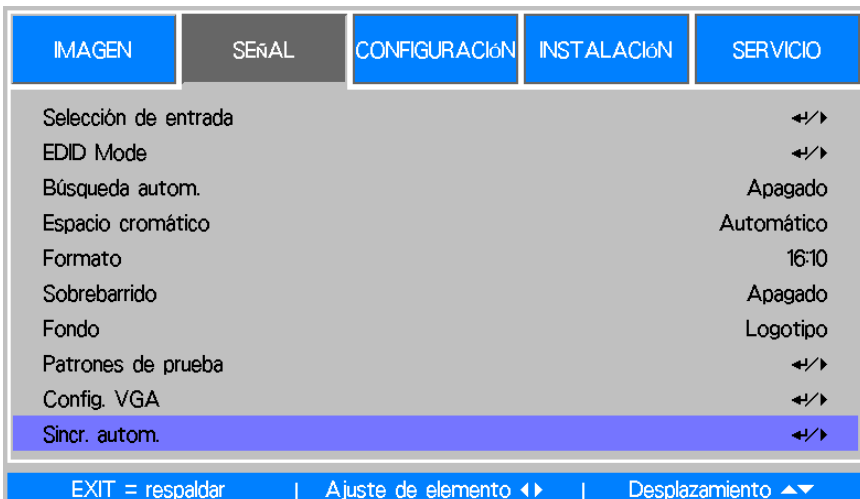 IMAGEN SEñAL CONFIGURACIóN INSTALACIóN SERVICIO
Selección de entrada ↵/▶
EDID Mode ↵/▶
Búsqueda autom. Apagado
Espacio cromático Automático
Formato 16:10
Sobrebarrido Apagado
Fondo Logotipo
Patrones de prueba ↵/▶
Config. VGA ↵/▶
Sincr. autom. ↵/▶
EXIT = respaldar | Ajuste de elemento ◀▶ | Desplazamiento ▲▼